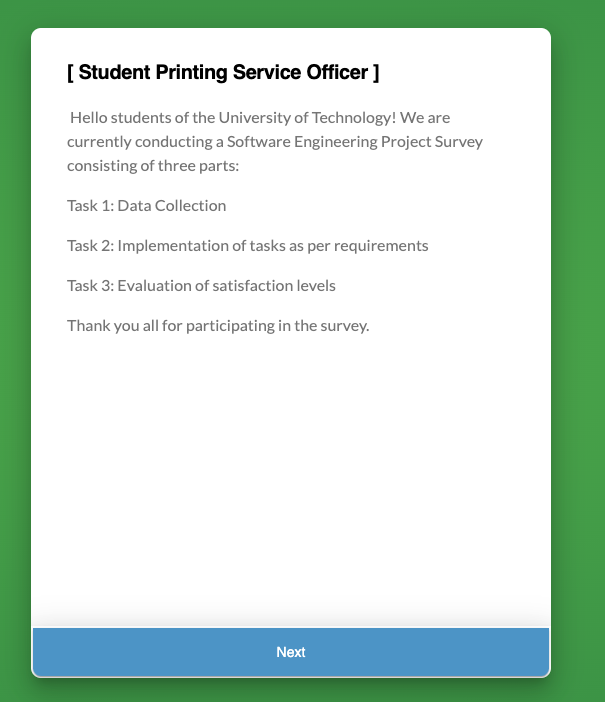 [ Student Printing Service Officer ]
Hello students of the University of Technology! We are
currently conducting a Software Engineering Project Survey
consisting of three parts:
Task 1: Data Collection
Task 2: Implementation of tasks as per requirements
Task 3: Evaluation of satisfaction levels
Thank you all for participating in the survey.
Next